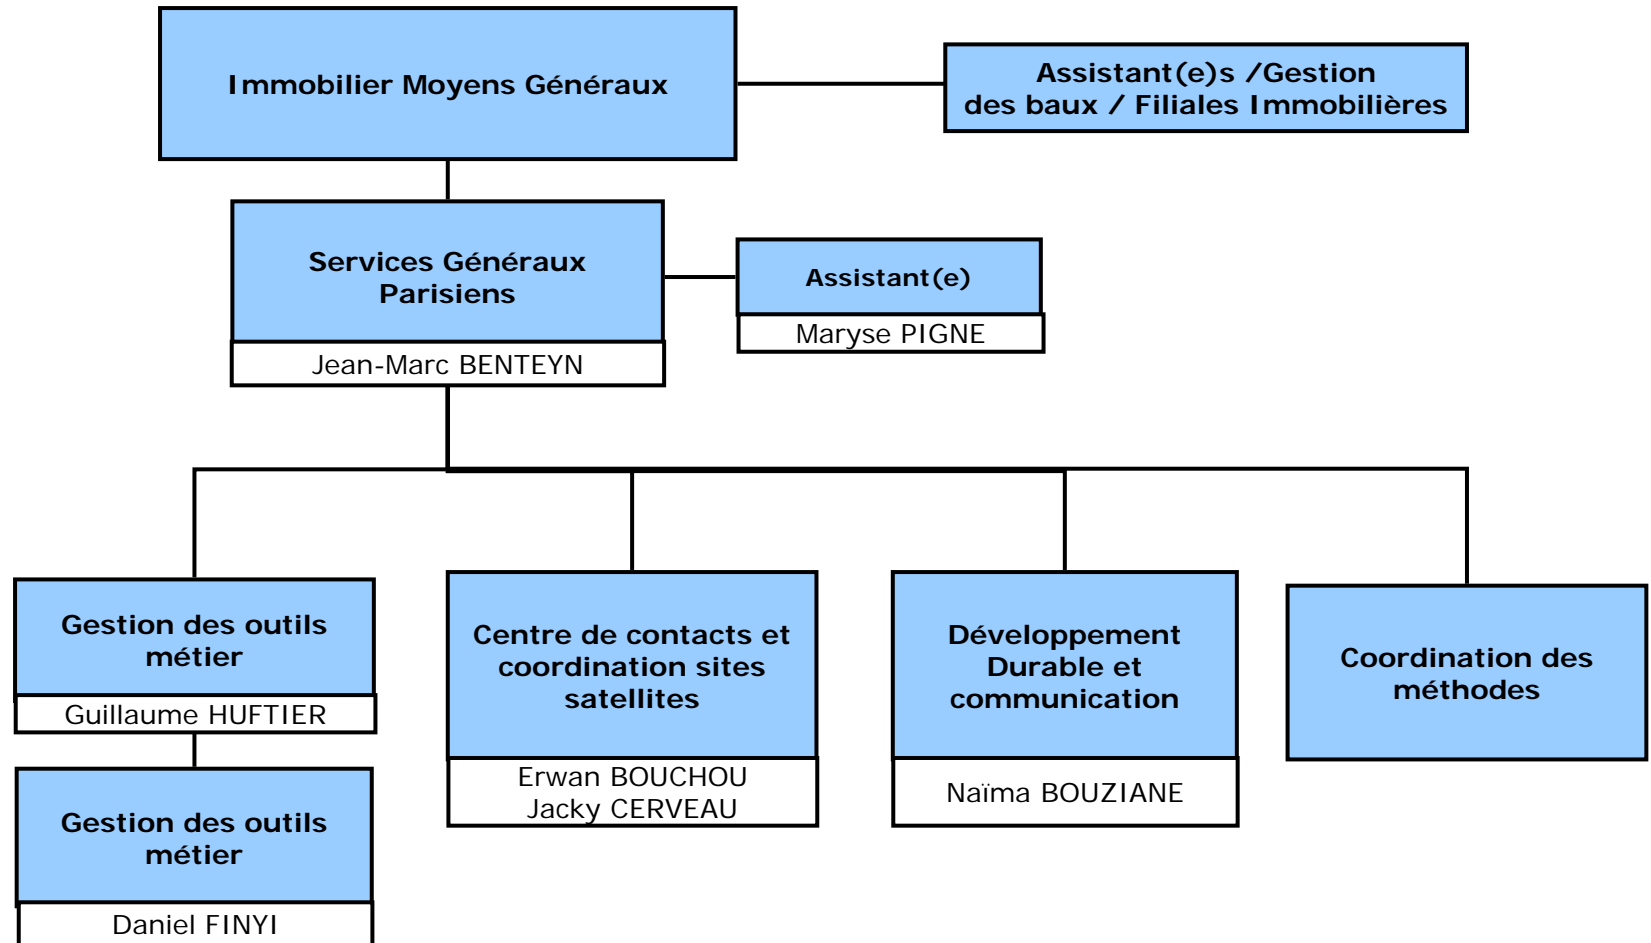 Immobilier Moyens Généraux
Assistant(e)s /Gestion
des baux / Filiales Immobilières
Services Généraux
Parisiens
Jean-Marc BENTEYN
Assistant(e)
Maryse PIGNE
Gestion des outils
métier
Guillaume HUFTIER
Gestion des outils
métier
Daniel FINYI
Centre de contacts et
coordination sites
satellites
Erwan BOUCHOU
Jacky CERVEAU
Développement
Durable et
communication
Naïma BOUZIANE
Coordination des
méthodes